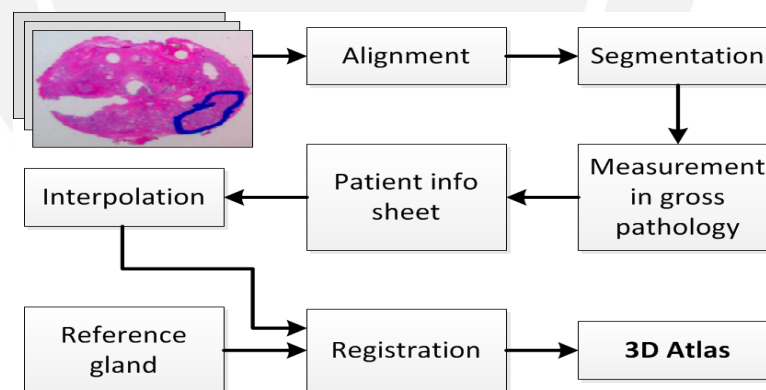 Alignment
Segmentation
Measurement
in gross
pathology
Patient info
sheet
Interpolation
Reference
gland
Registration
3D Atlas